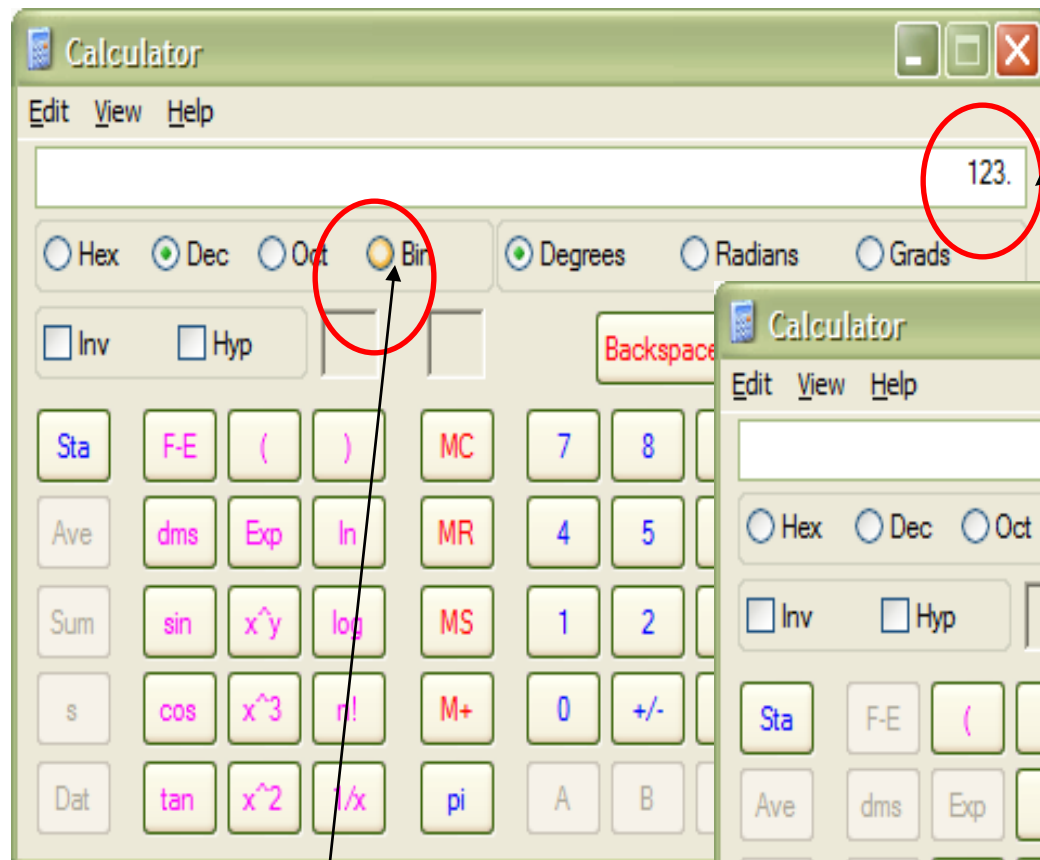 Calculator
Edit View Help
123.
Hex Dec Oct Bin Degrees Radians Grads
Inv Hyp Backspace
Sta F-E ( ) MC 7 8
Ave dms Exp ln MR 4 5
Sum sin x^y log MS 1 2
s cos x^3 n! M+ 0 +/-
Dat tan x^2 1/x pi A B
Calculator
Edit View Help
Hex Dec Oct
Inv Hyp
Sta F-E (
Ave dms Exp